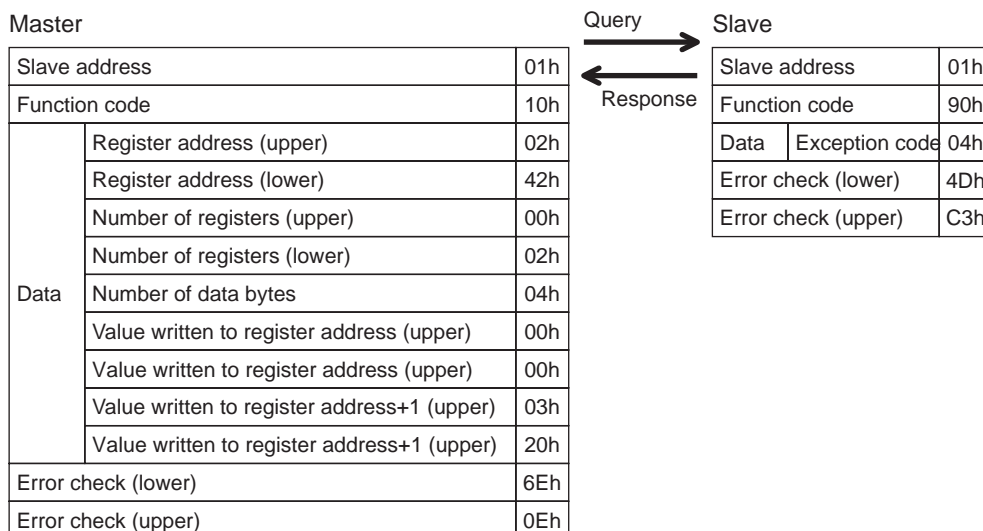 Master
Query
Slave
Response
Slave address 01h
Function code 10h
Data
Register address (upper) 02h
Register address (lower) 42h
Number of registers (upper) 00h
Number of registers (lower) 02h
Number of data bytes 04h
Value written to register address (upper) 00h
Value written to register address (upper) 00h
Value written to register address+1 (upper) 03h
Value written to register address+1 (upper) 20h
Error check (lower) 6Eh
Error check (upper) 0Eh
Slave address 01h
Function code 90h
Data Exception code 04h
Error check (lower) 4Dh
Error check (upper) C3h